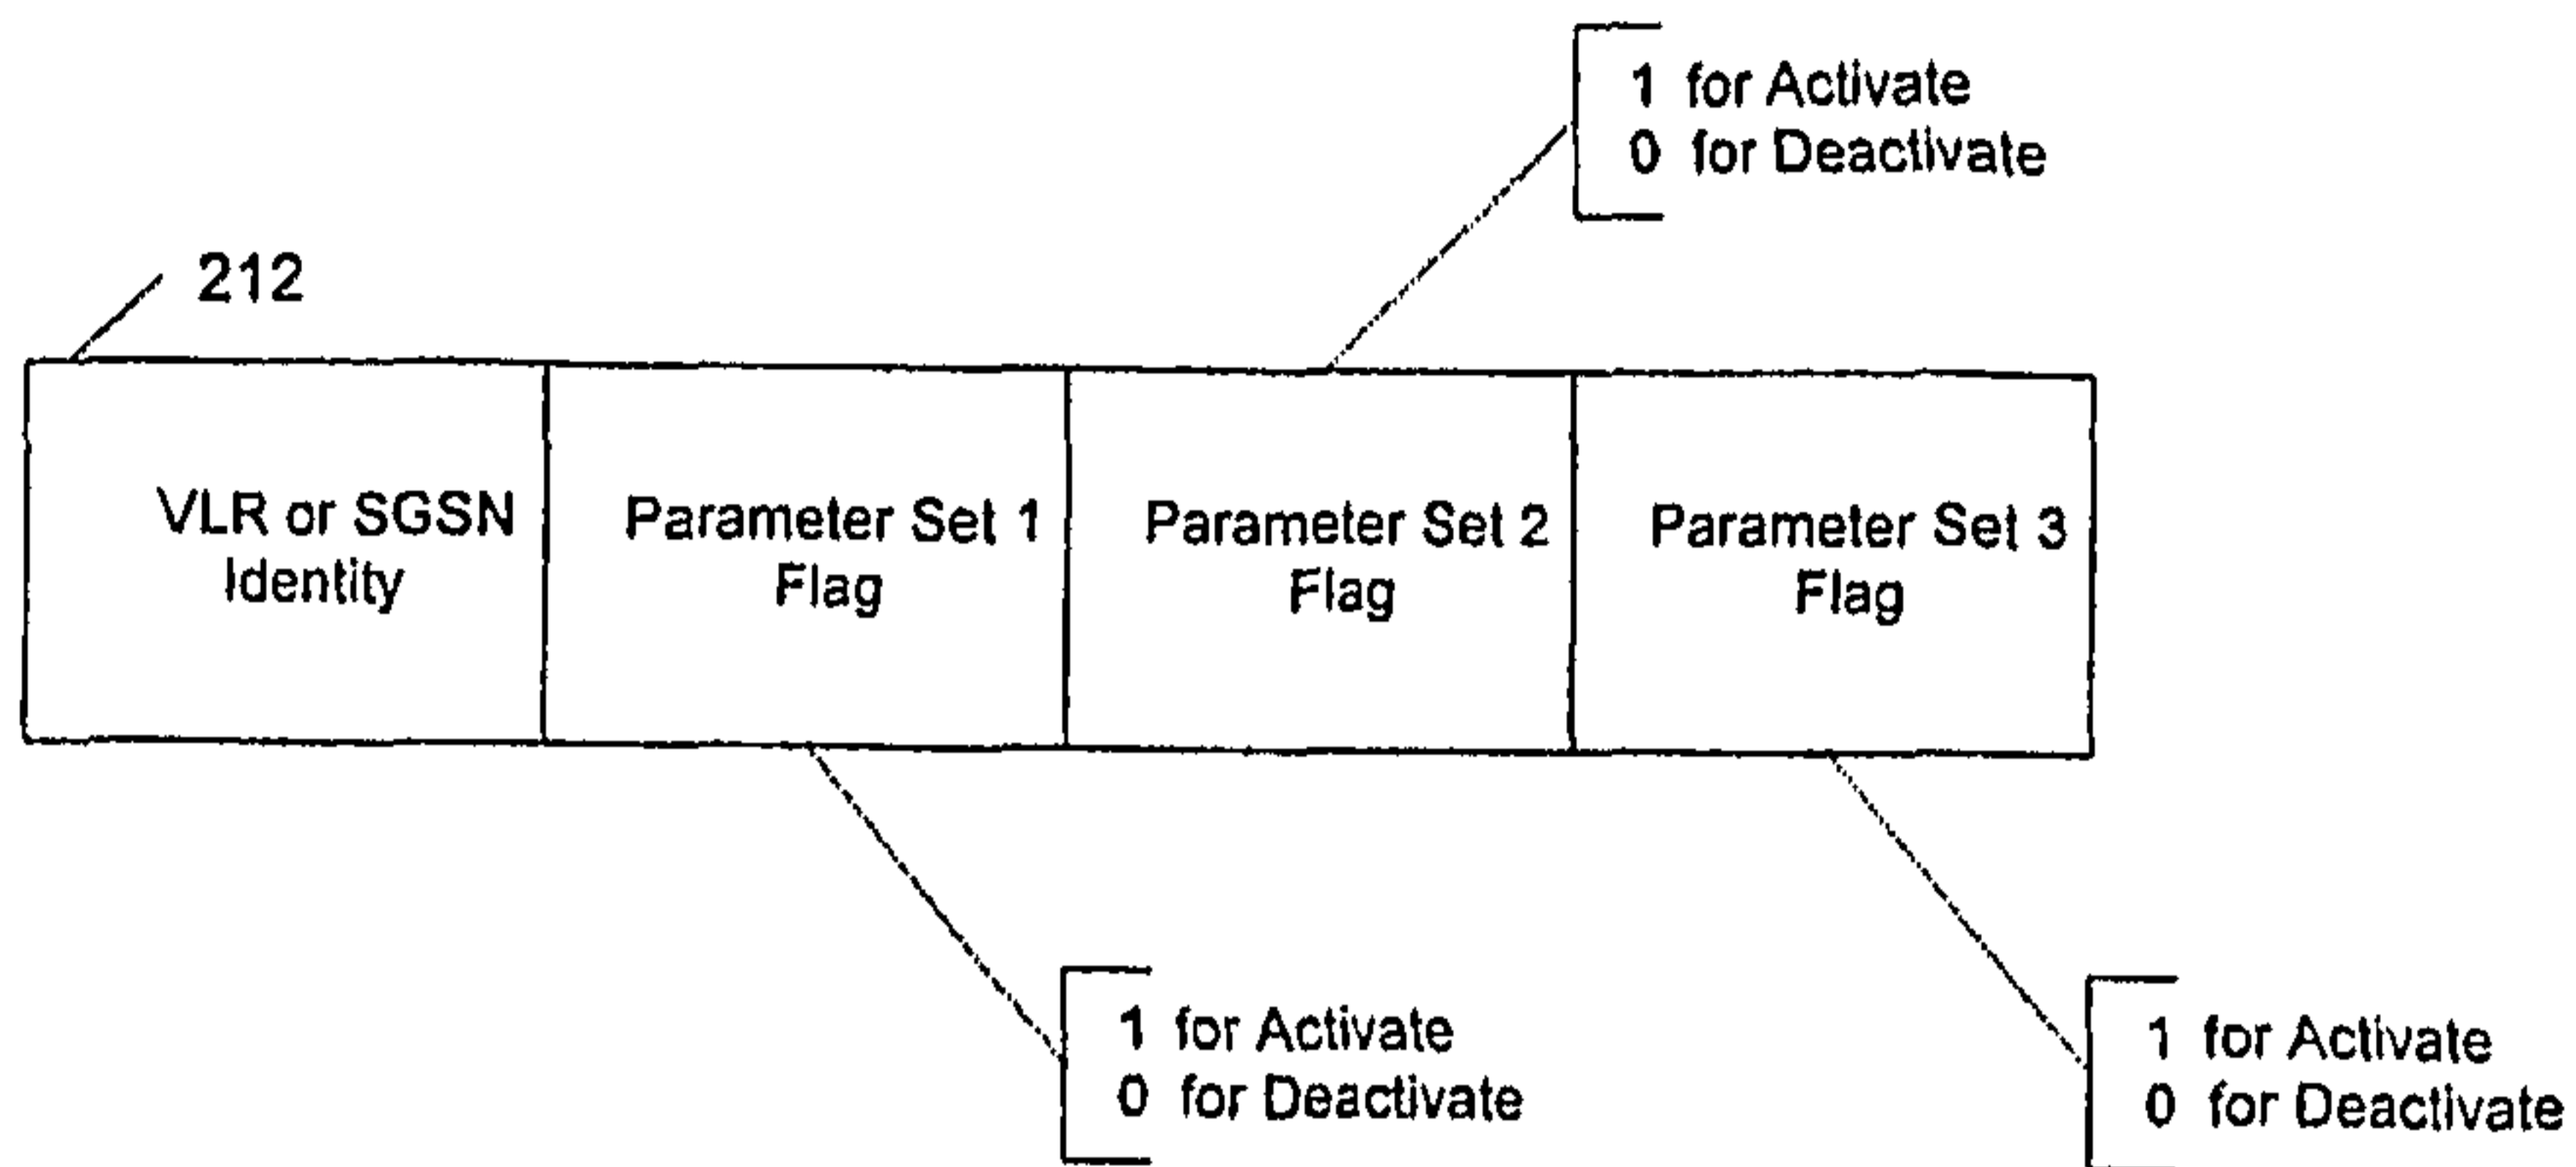 1 for Activate
0 for Deactivate
212
VLR or SGSN
Identity
Parameter Set 1
Flag
Parameter Set 2
Flag
Parameter Set 3
Flag
1 for Activate
0 for Deactivate
1 for Activate
0 for Deactivate